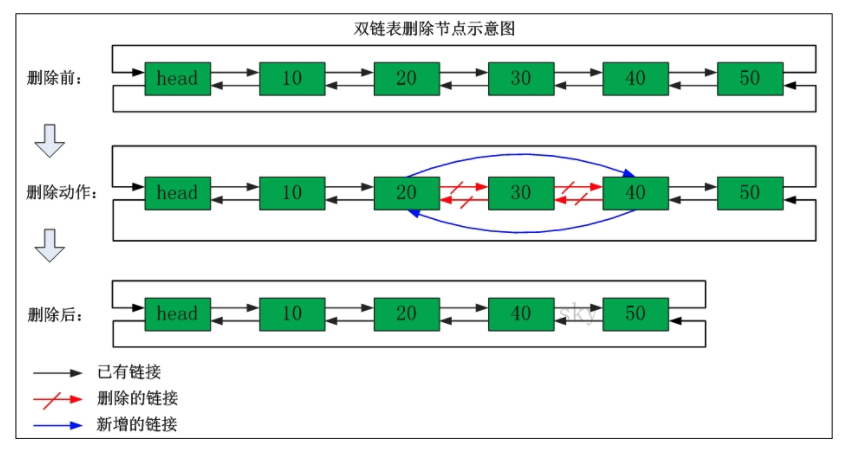 双链表删除节点示意图
删除前：
head 10 20 30 40 50
删除动作：
head 10 20 30 40 50
删除后：
head 10 20 40 sky 50
已有链接
删除的链接
新增的链接